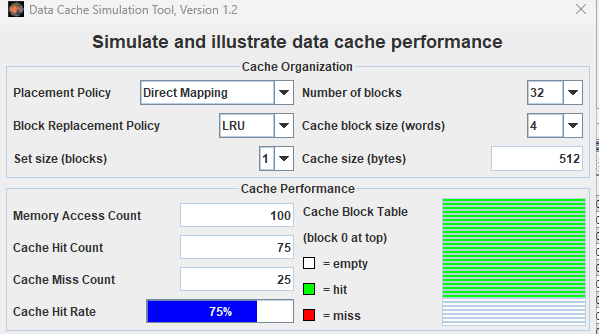 Data Cache Simulation Tool, Version 1.2
Simulate and illustrate data cache performance
Cache Organization
Placement Policy Direct Mapping Number of blocks 32
Block Replacement Policy LRU Cache block size (words) 4
Set size (blocks) 1 Cache size (bytes) 512
Cache Performance
Memory Access Count 100 Cache Block Table
(block 0 at top)
Cache Hit Count 75
= empty
Cache Miss Count 25
= hit
Cache Hit Rate 75% = miss